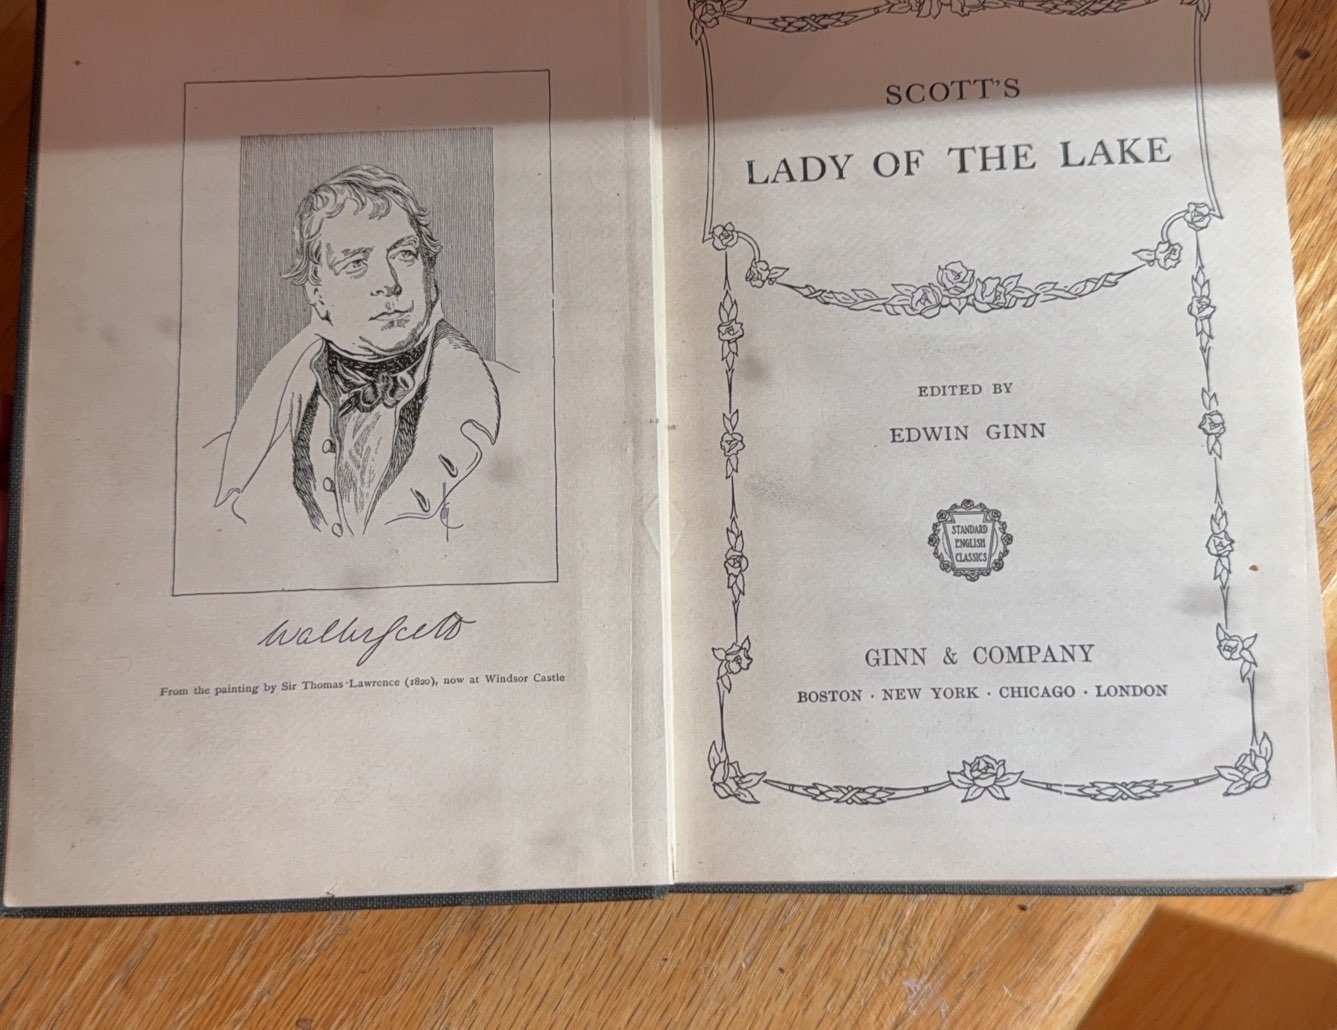 Walter Scott
From the painting by Sir Thomas Lawrence (1820), now at Windsor Castle
SCOTT'S
LADY OF THE LAKE
EDITED BY
EDWIN GINN
STANDARD
ENGLISH
CLASSICS
GINN & COMPANY
BOSTON · NEW YORK · CHICAGO · LONDON